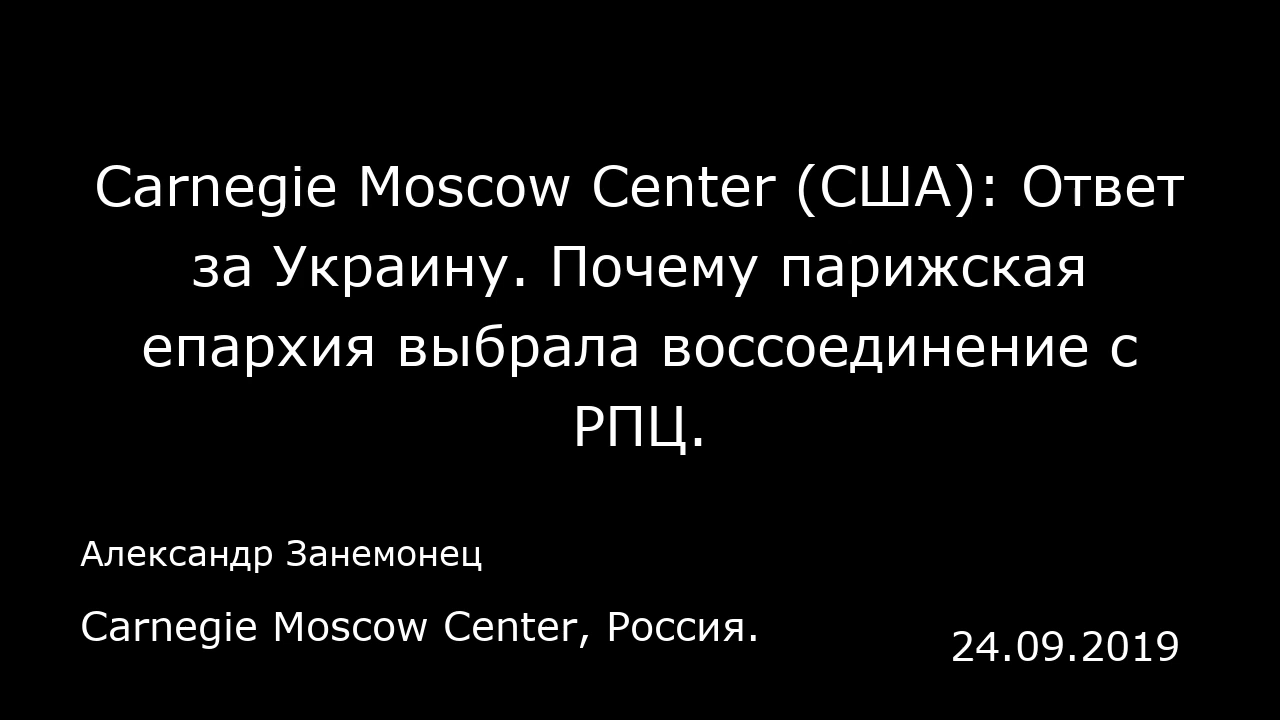 Carnegie Moscow Center (США): Ответ
за Украину. Почему парижская
епархия выбрала воссоединение с
РПЦ.
Александр Занемонец
Carnegie Moscow Center, Россия.
24.09.2019